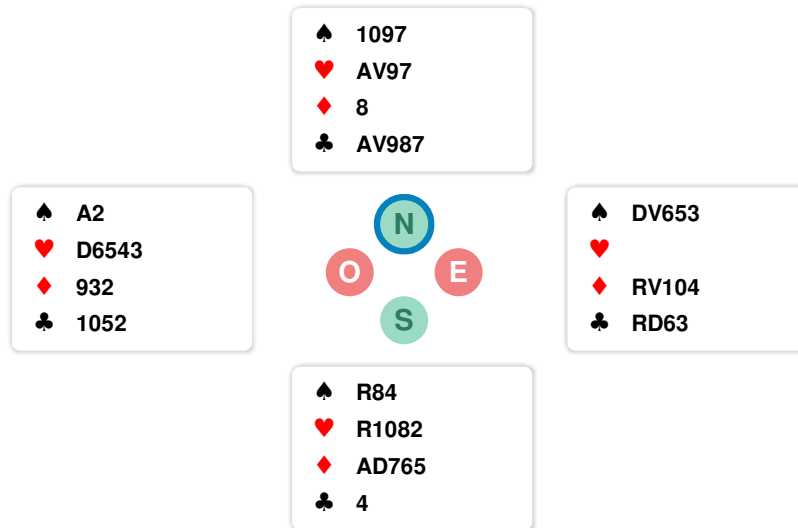 ♠ 1097
♥ AV97
♦ 8
♣ AV987
♠ A2
♥ D6543
♦ 932
♣ 1052
N
O
E
S
♠ DV653
♥
♦ RV104
♣ RD63
♠ R84
♥ R1082
♦ AD765
♣ 4